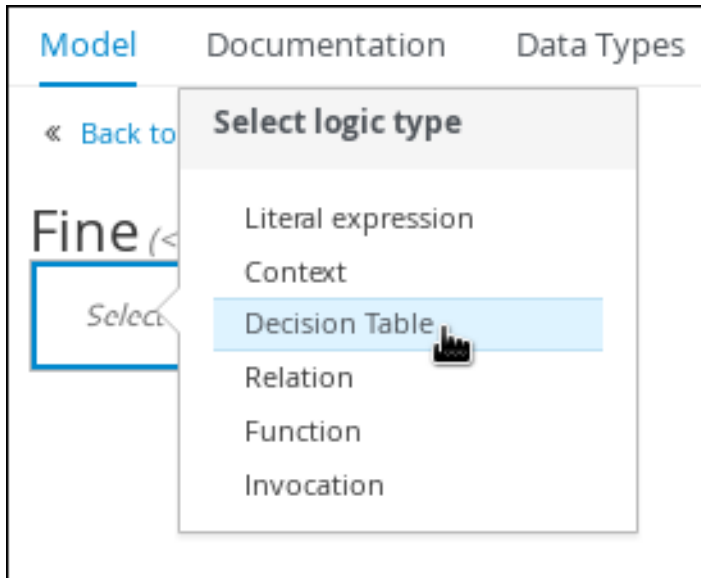 Model Documentation Data Types
« Back to
Select logic type
Fine (<
Select
Literal expression
Context
Decision Table
Relation
Function
Invocation